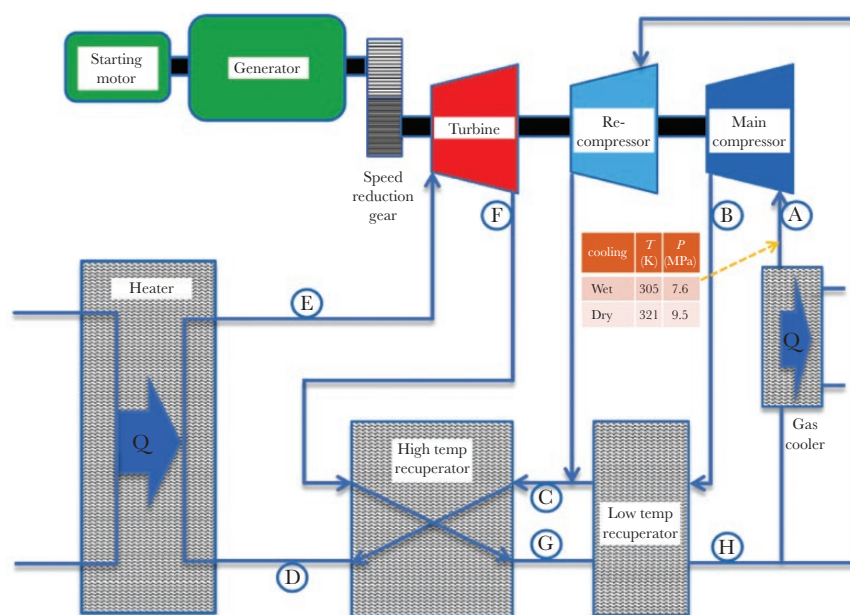 Starting
motor
Generator
Speed
reduction
gear
Turbine
Re-
compressor
Main
compressor
F
B
A
cooling T (K) P (MPa)
Wet 305 7.6
Dry 321 9.5
Heater
E
Q
Q
Gas
cooler
High temp
recuperator
C
Low temp
recuperator
G
H
D